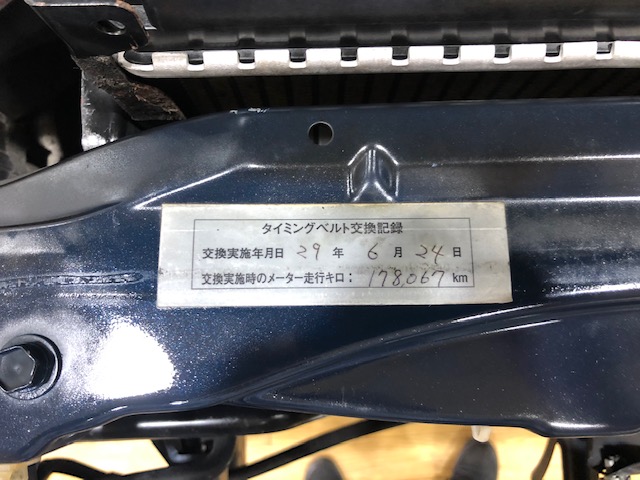 タイミングベルト交換記録
交換実施年月日 29 年 6 月 24 日
交換実施時のメーター走行キロ： 178,067 km